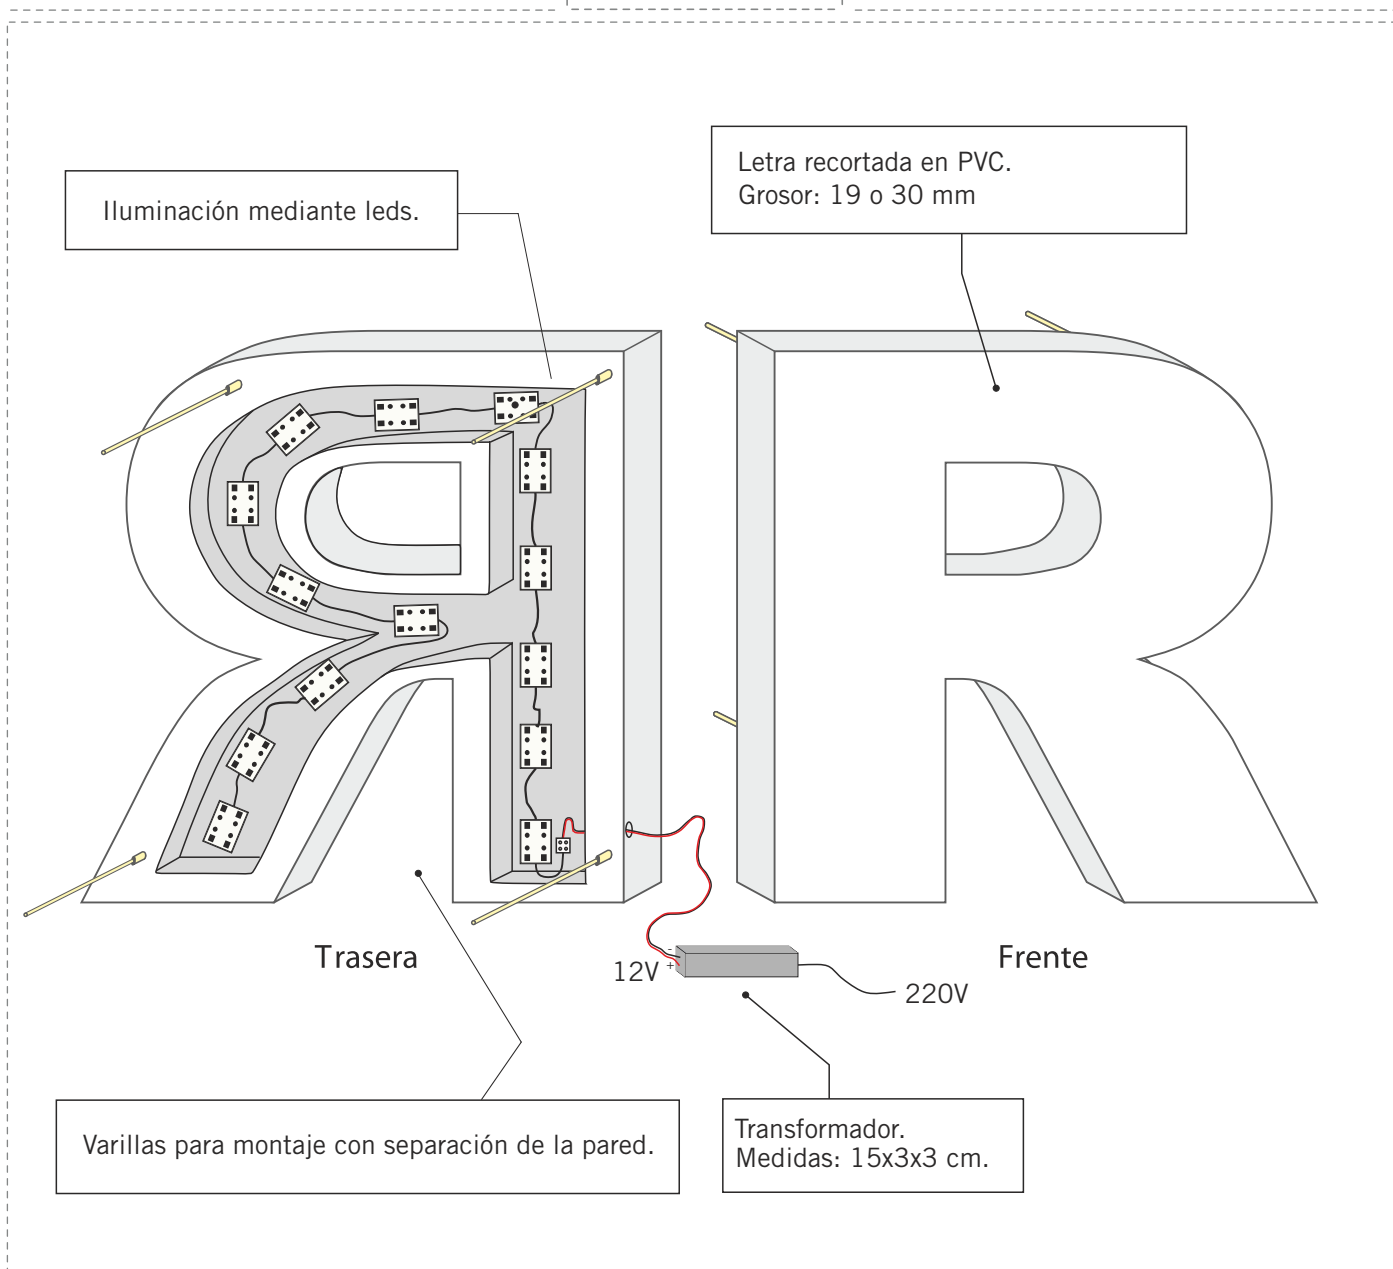 Letra recortada en PVC.
Grosor: 19 o 30 mm
Iluminación mediante leds.
R
R
Trasera
Frente
-
12V +
220V
Varillas para montaje con separación de la pared.
Transformador.
Medidas: 15x3x3 cm.